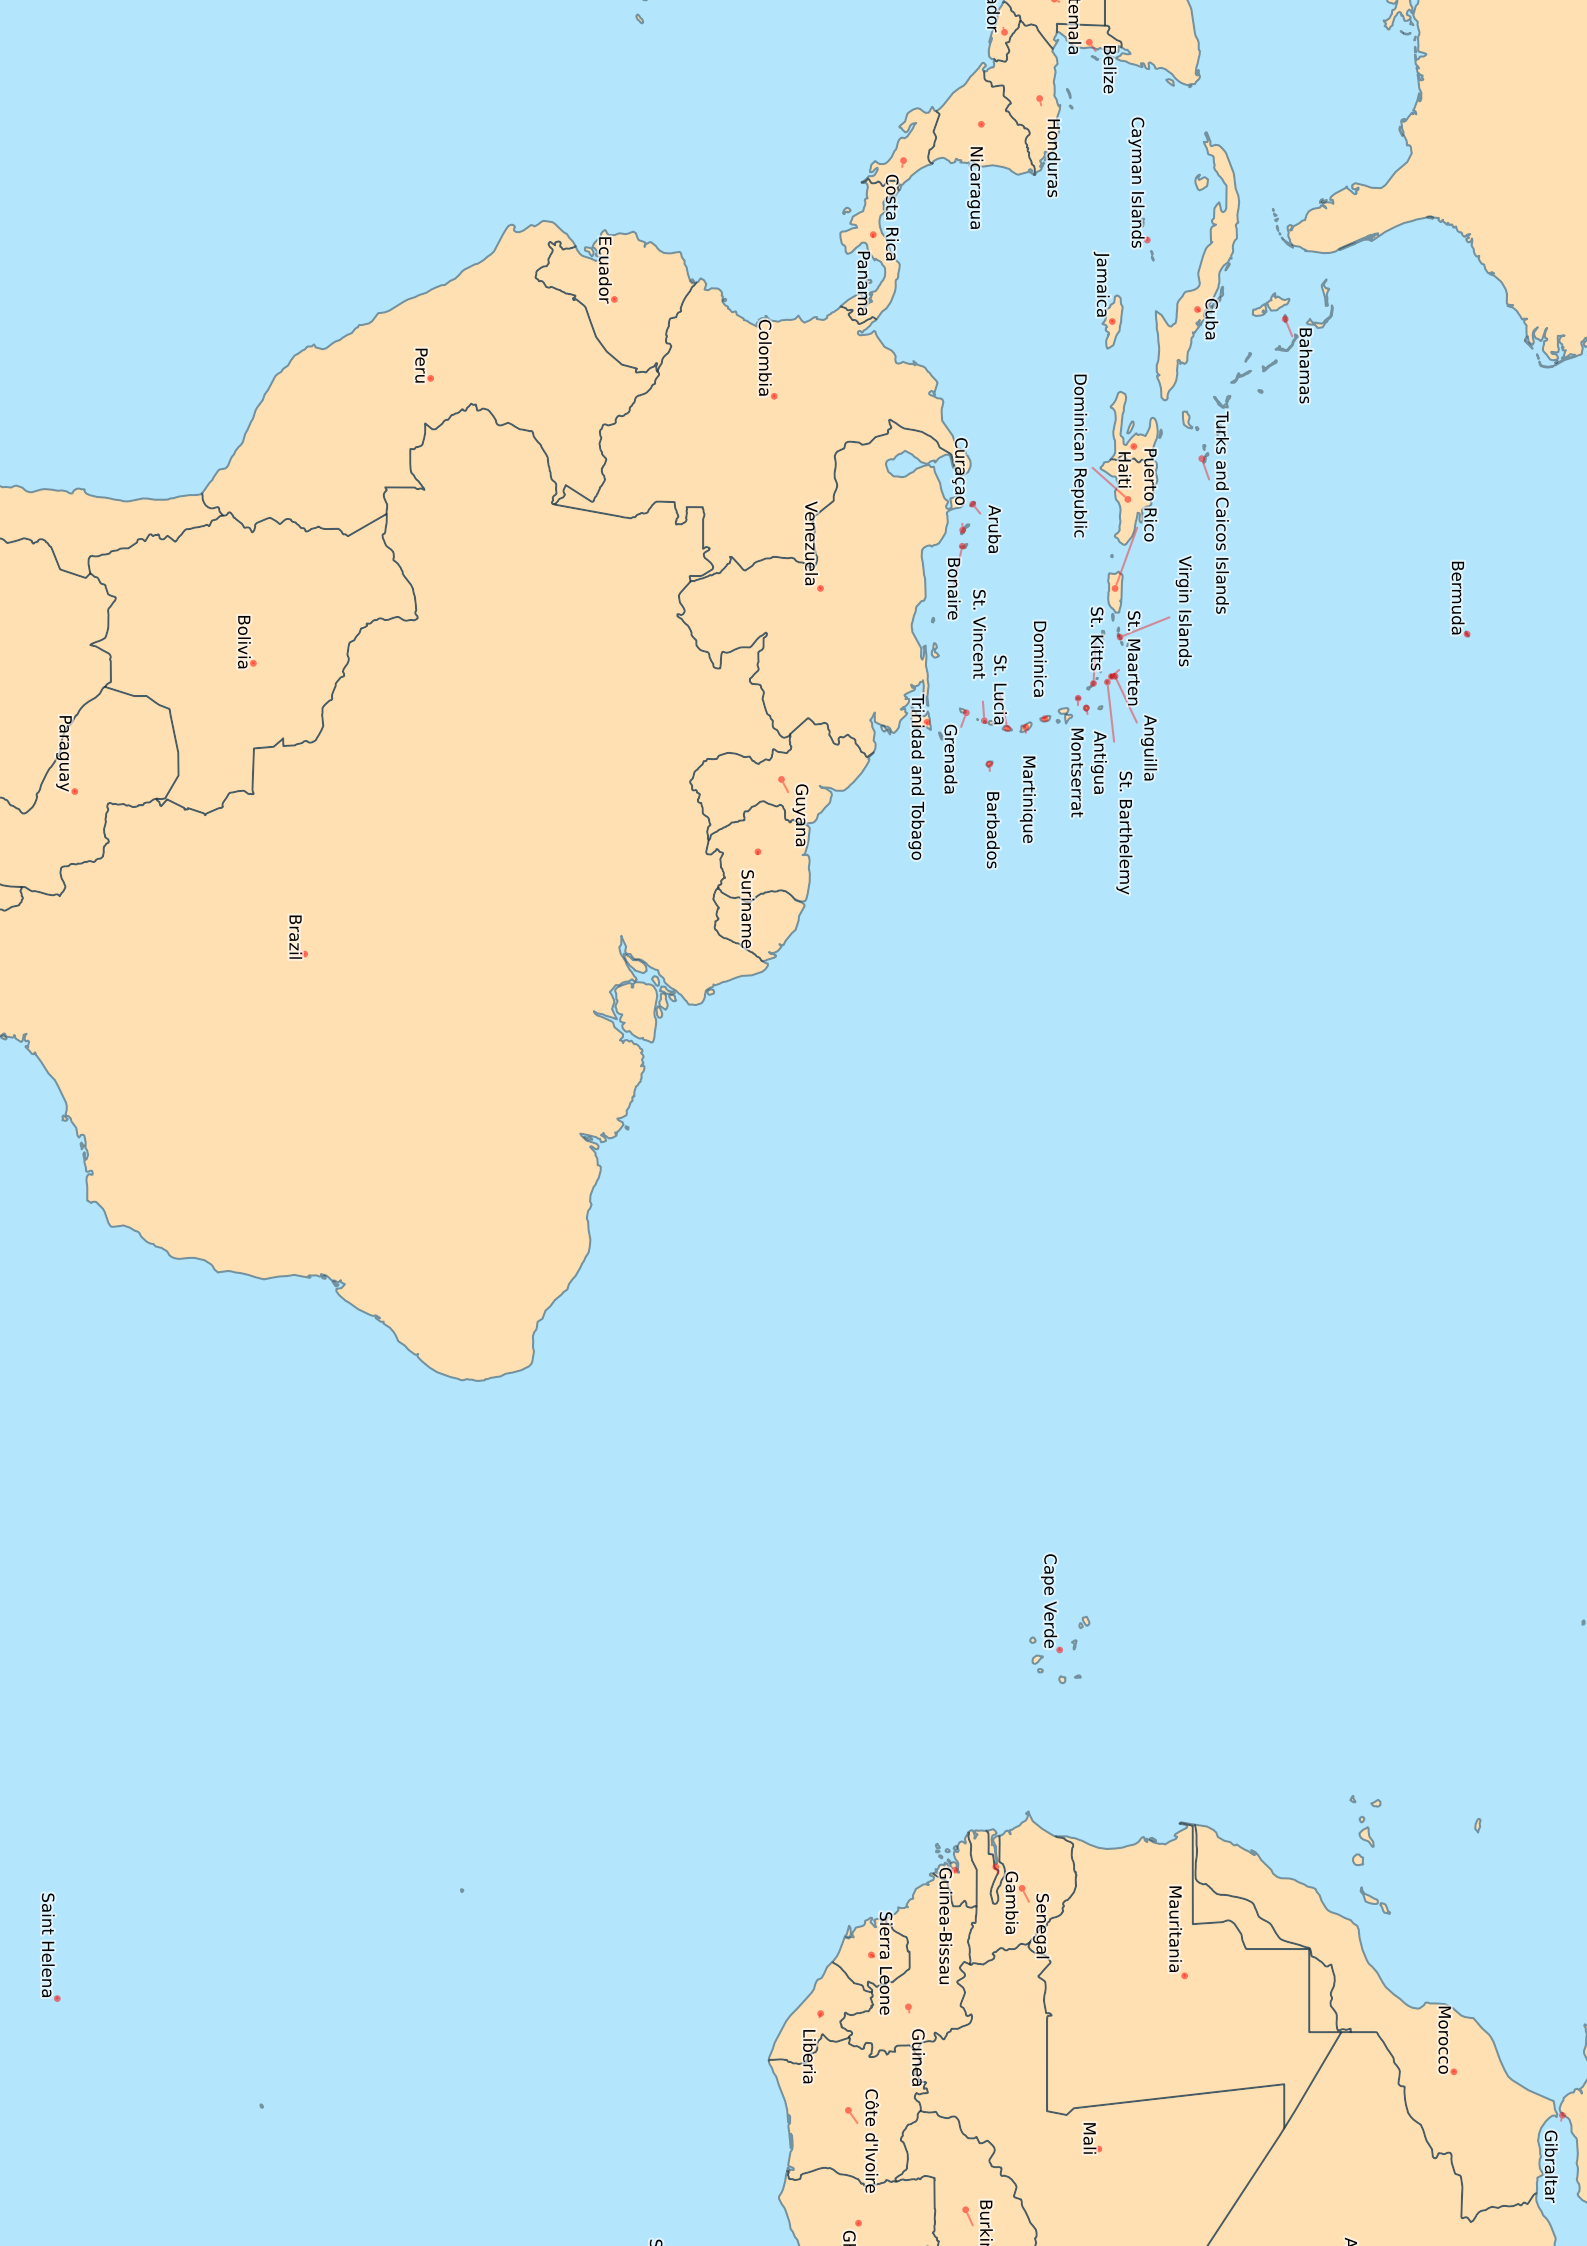 Gibraltar
Bermuda
Morocco
Bahamas
Turks and Caicos Islands
Cuba
Virgin Islands
Mauritania
Puerto Rico
Anguilla
Cayman Islands
St. Maarten
Haiti
St. Barthelemy
Belize
Jamaica
Antigua
St. Kitts
Mali
Dominican Republic
Montserrat
temala
Honduras
Cape Verde
Senegal
Dominica
Martinique
Gambia
St. Lucia
Aruba
Barbados
ador
Burki
St. Vincent
Nicaragua
Curaçao
Bonaire
Grenada
Guinea-Bissau
Trinidad and Tobago
Guinea
Costa Rica
Sierra Leone
Côte d'Ivoire
Panama
Venezuela
Liberia
Guyana
Colombia
Suriname
Ecuador
Peru
Brazil
Bolivia
Paraguay
Saint Helena